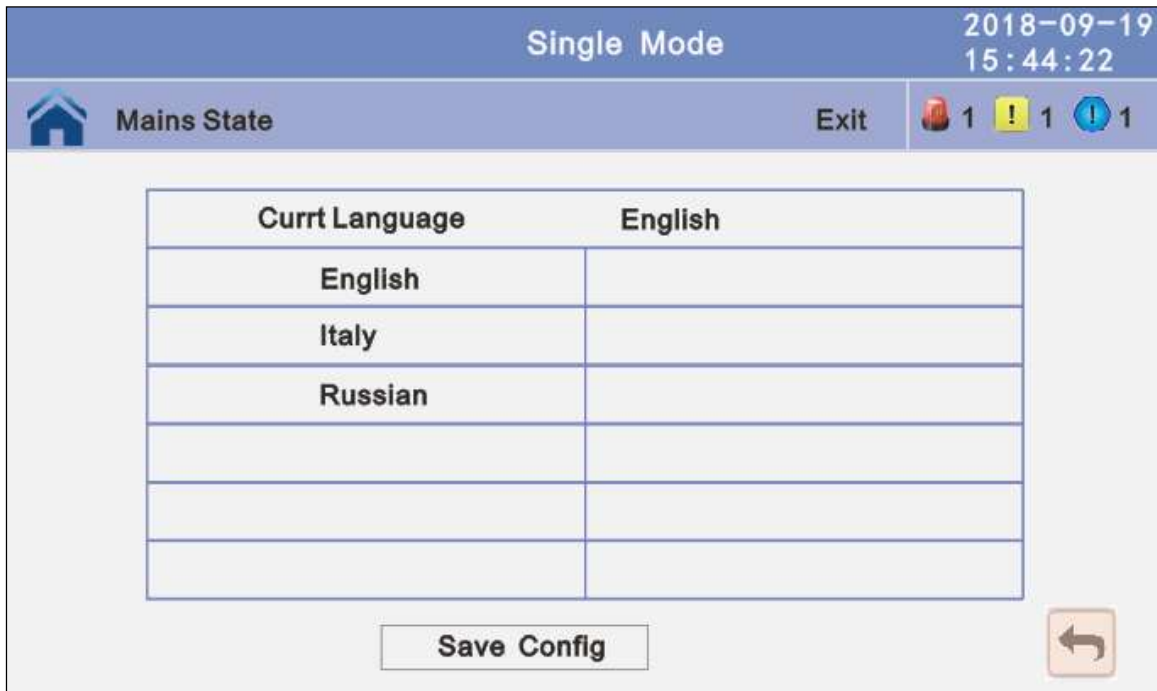 Single Mode
2018-09-19
15:44:22
Mains State Exit 1 ! 1 ! 1
Currt Language English
English
Italy
Russian
Save Config